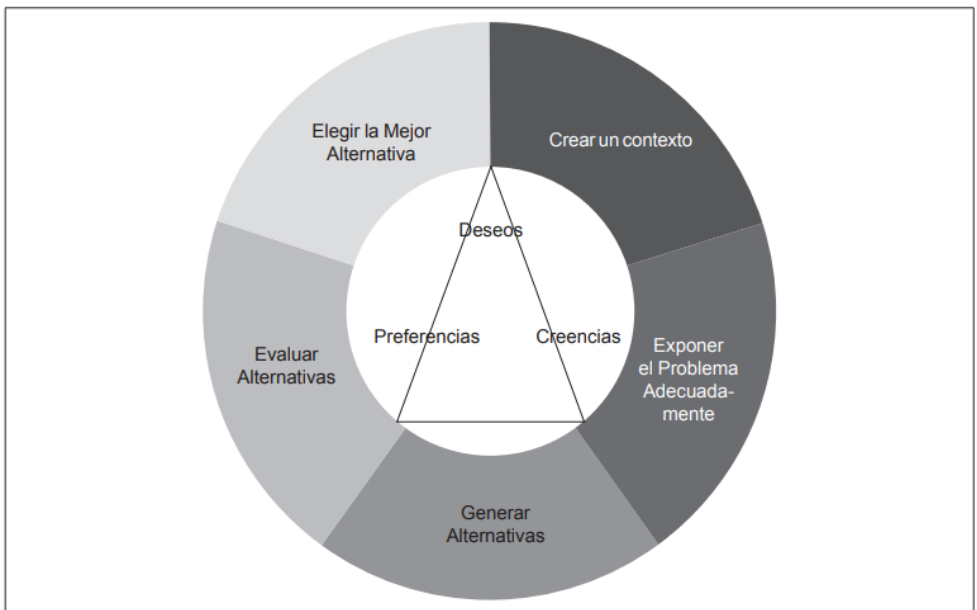 Elegir la Mejor
Alternativa
Crear un contexto
Deseos
Preferencias
Creencias
Evaluar
Alternativas
Exponer
el Problema
Adecuada-
mente
Generar
Alternativas